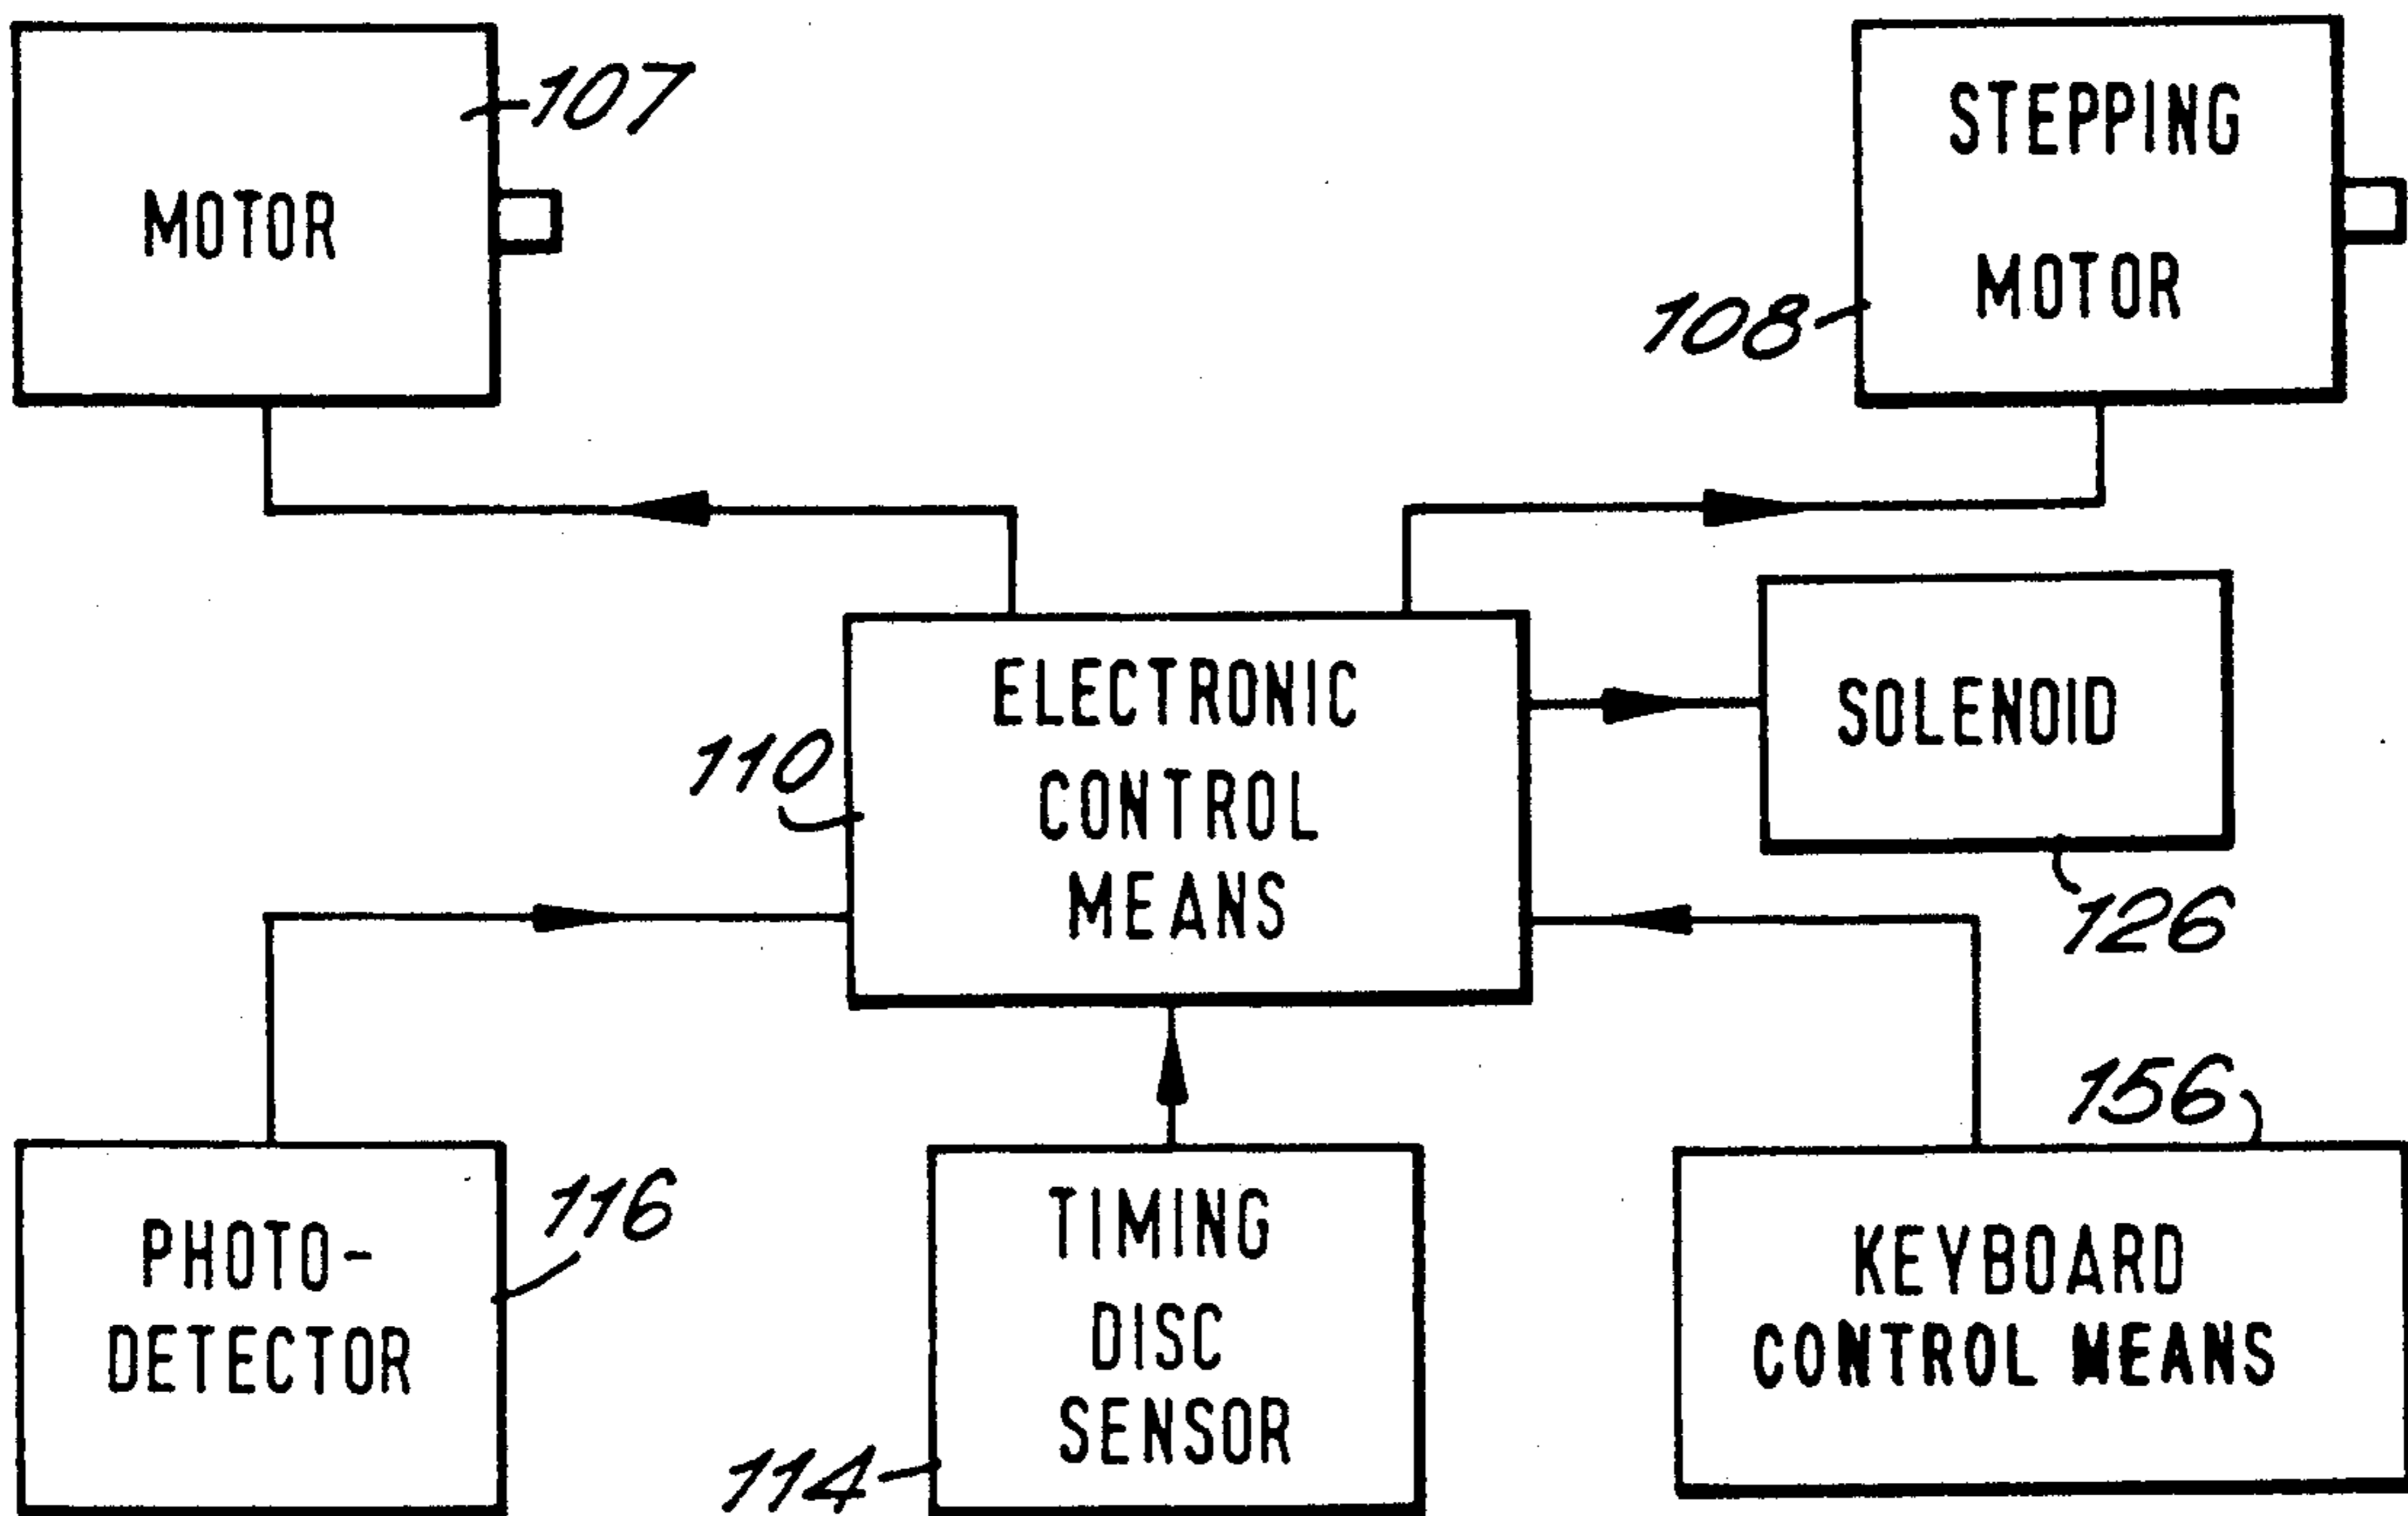 107
MOTOR
STEPPING
MOTOR
108
ELECTRONIC
CONTROL
MEANS
110
SOLENOID
126
PHOTO-
DETECTOR
116
TIMING
DISC
SENSOR
114
156
KEYBOARD
CONTROL MEANS